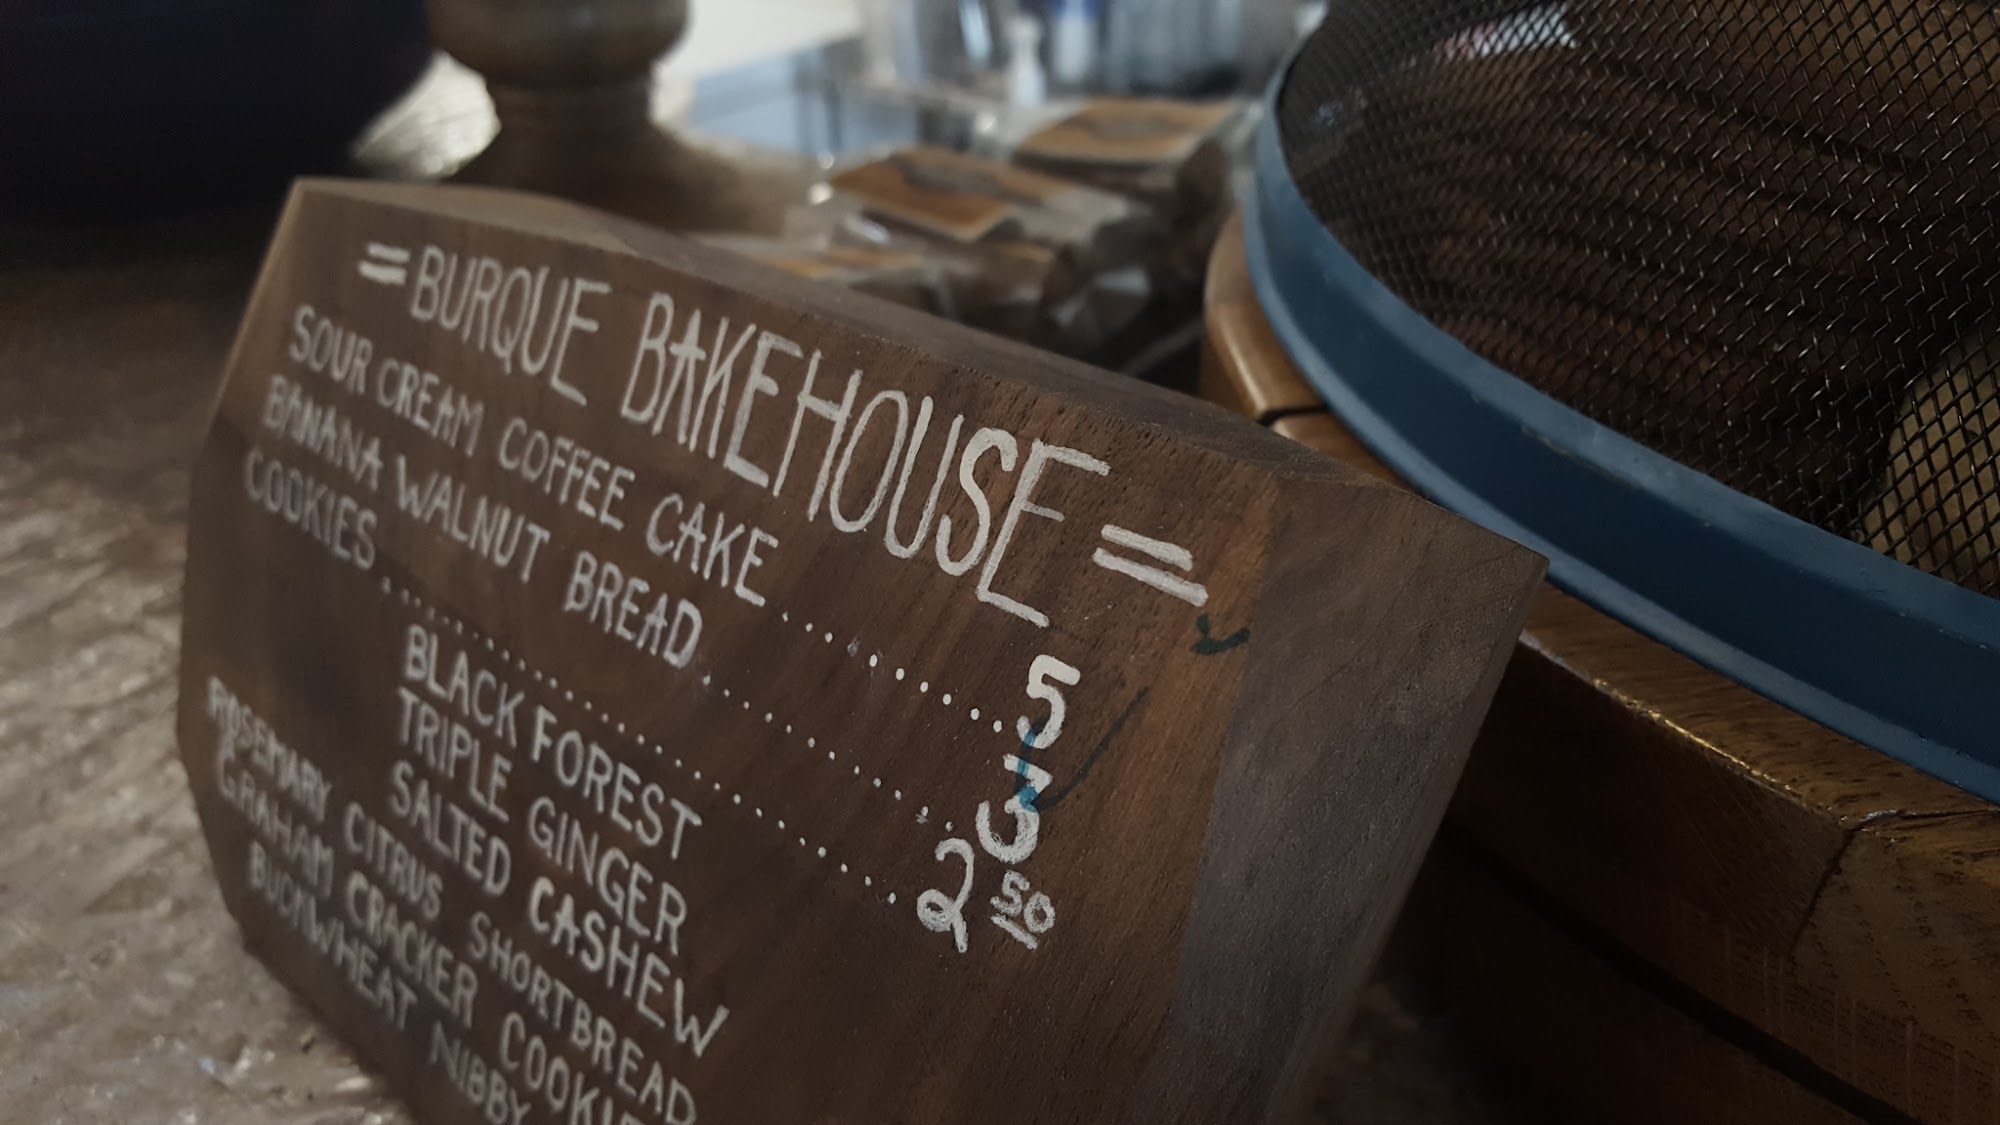 = BURQUE BAKEHOUSE =
SOUR CREAM COFFEE CAKE .......... 5
BANANA WALNUT BREAD .......... 3
COOKIES .......... 2 50
BLACK FOREST
TRIPLE GINGER
SALTED CASHEW
ROSEMARY CITRUS SHORTBREAD
GRAHAM CRACKER COOKIE
BUCKWHEAT NIBBY